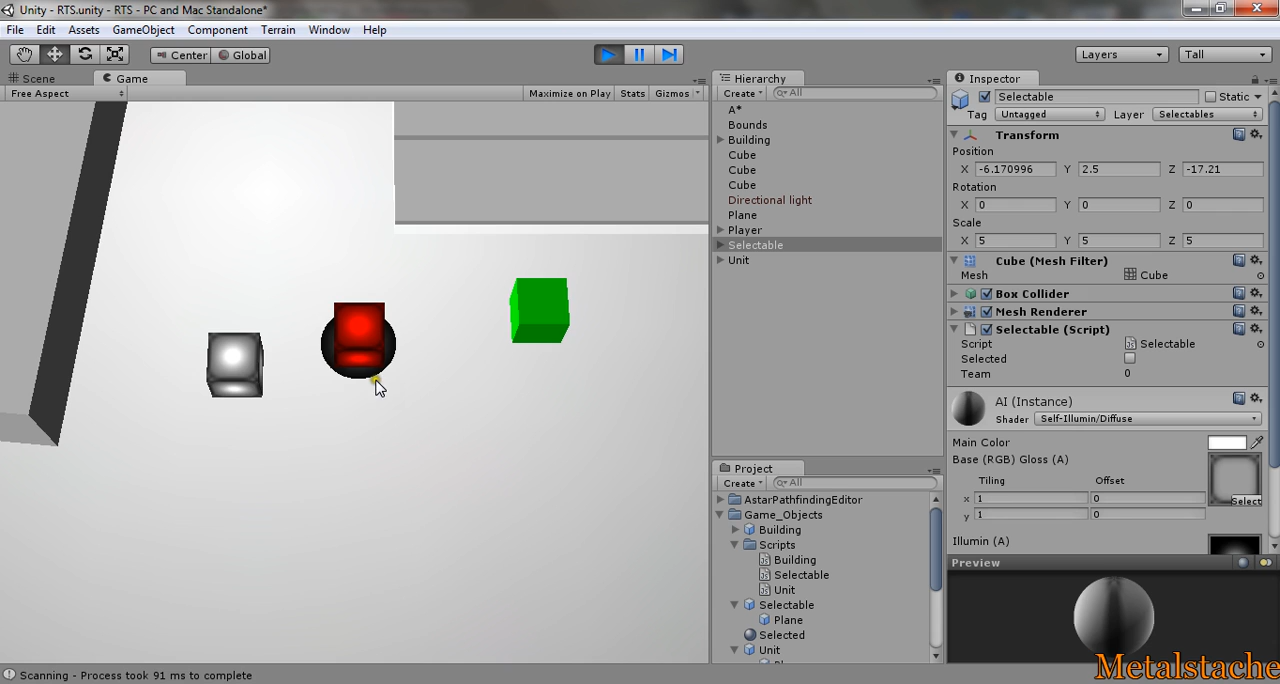 Unity - RTS.unity - RTS - PC and Mac Standalone*
File Edit Assets GameObject Component Terrain Window Help
Center Global Layers Tall
Scene Game
Free Aspect Maximize on Play Stats Gizmos
Hierarchy
Create All
A*
Bounds
Building
Cube
Cube
Cube
Directional light
Plane
Player
Selectable
Unit
Project
Create All
AstarPathfindingEditor
Game_Objects
Building
Scripts
Building
Selectable
Unit
Selectable
Plane
Selected
Unit
Inspector
Selectable Static
Tag Untagged Layer Selectables
Transform
Position
X -6.170996 Y 2.5 Z -17.21
Rotation
X 0 Y 0 Z 0
Scale
X 5 Y 5 Z 5
Cube (Mesh Filter)
Mesh Cube
Box Collider
Mesh Renderer
Selectable (Script)
Script Selectable
Selected
Team 0
AI (Instance)
Shader Self-Illumin/Diffuse
Main Color
Base (RGB) Gloss (A)
Tiling Offset
x 1 0
y 1 0
Select
Illumin (A)
Preview
Metalstache
Scanning - Process took 91 ms to complete